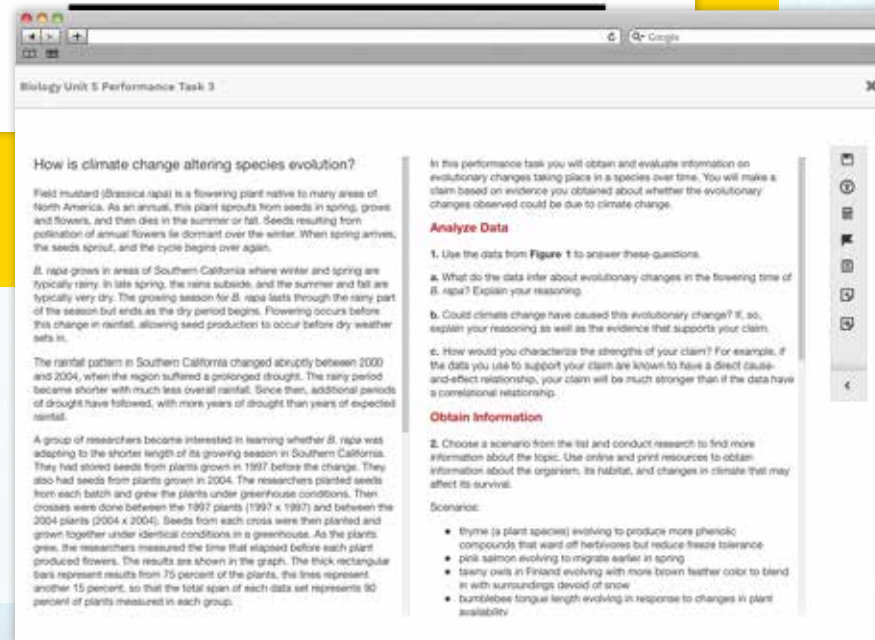 Google
Biology Unit 5 Performance Task 3
How is climate change altering species evolution?
Field mustard (Brassica rapa) is a flowering plant native to many areas of
North America. As an annual, this plant sprouts from seeds in spring, grows
and flowers, and then dies in the summer or fall. Seeds resulting from
pollination of annual flowers lie dormant over the winter. When spring arrives,
the seeds sprout, and the cycle begins over again.
B. rapa grows in areas of Southern California where winter and spring are
typically rainy. In late spring, the rains subside, and the summer and fall are
typically very dry. The growing season for B. rapa lasts through the rainy part
of the season but ends as the dry period begins. Flowering occurs before
this change in rainfall, allowing seed production to occur before dry weather
sets in.
The rainfall pattern in Southern California changed abruptly between 2000
and 2004, when the region suffered a prolonged drought. The rainy period
became shorter with much less overall rainfall. Since then, additional periods
of drought have followed, with more years of drought than years of expected
rainfall.
A group of researchers became interested in learning whether B. rapa was
adapting to the shorter length of its growing season in Southern California.
They had stored seeds from plants grown in 1997 before the change. They
also had seeds from plants grown in 2004. The researchers planted seeds
from each batch and grew the plants under greenhouse conditions. Then
crosses were done between the 1997 plants (1997 x 1997) and between the
2004 plants (2004 x 2004). Seeds from each cross were then planted and
grown together under identical conditions in a greenhouse. As the plants
grew, the researchers measured the time that elapsed before each plant
produced flowers. The results are shown in the graph. The thick rectangular
bars represent results from 75 percent of the plants, the lines represent
another 15 percent, so that the total span of each data set represents 90
percent of plants measured in each group.
In this performance task you will obtain and evaluate information on
evolutionary changes taking place in a species over time. You will make a
claim based on evidence you obtained about whether the evolutionary
changes observed could be due to climate change.
Analyze Data
1. Use the data from Figure 1 to answer these questions.
a. What do the data infer about evolutionary changes in the flowering time of
B. rapa? Explain your reasoning.
b. Could climate change have caused this evolutionary change? If, so,
explain your reasoning as well as the evidence that supports your claim.
c. How would you characterize the strengths of your claim? For example, if
the data you use to support your claim are known to have a direct cause-
and-effect relationship, your claim will be much stronger than if the data have
a correlational relationship.
Obtain Information
2. Choose a scenario from the list and conduct research to find more
information about the topic. Use online and print resources to obtain
information about the organism, its habitat, and changes in climate that may
affect its survival.
Scenarios:
• thyme (a plant species) evolving to produce more phenolic
compounds that ward off herbivores but reduce freeze tolerance
• pink salmon evolving to migrate earlier in spring
• tawny owls in Finland evolving with more brown feather color to blend
in with surroundings devoid of snow
• bumblebee tongue length evolving in response to changes in plant
availability